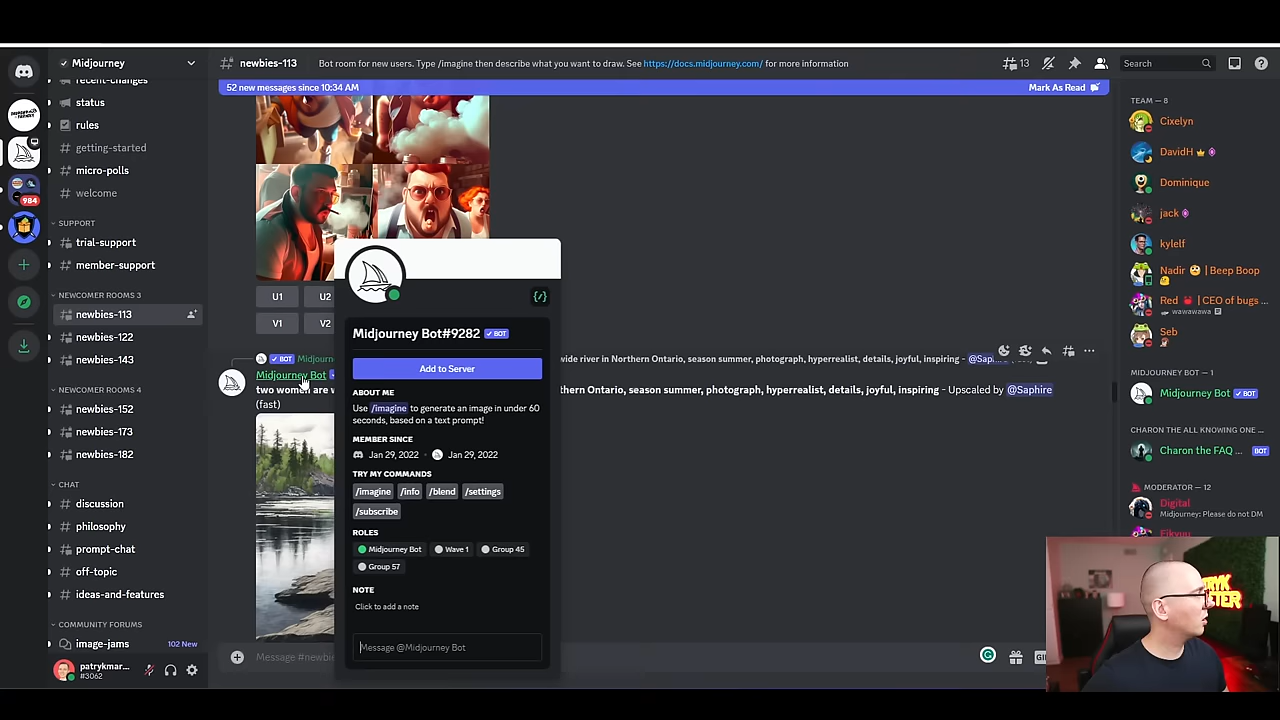 Midjourney
newbies-113
Bot room for new users. Type /imagine then describe what you want to draw. See https://docs.midjourney.com/ for more information
13
Search
recent-changes
status
rules
getting-started
micro-polls
welcome
984
SUPPORT
trial-support
member-support
NEWCOMER ROOMS 3
newbies-113
newbies-122
newbies-143
NEWCOMER ROOMS 4
newbies-152
newbies-173
newbies-182
CHAT
discussion
philosophy
prompt-chat
off-topic
ideas-and-features
COMMUNITY FORUMS
image-jams
102 New
patrykmar...
#3062
52 new messages since 10:34 AM
Mark As Read
U1
U2
V1
V2
BOT
wide river in Northern Ontario, season summer, photograph, hyperrealist, details, joyful, inspiring -
Midjourney Bot
two women are
thern Ontario, season summer, photograph, hyperrealist, details, joyful, inspiring - Upscaled by @Saphire
(fast)
Midjourney Bot#9282
BOT
Add to Server
ABOUT ME
Use /imagine to generate an image in under 60
seconds, based on a text prompt!
MEMBER SINCE
Jan 29, 2022
Jan 29, 2022
TRY MY COMMANDS
/imagine /info /blend /settings
/subscribe
ROLES
Midjourney Bot
Wave 1
Group 45
Group 57
NOTE
Click to add a note
Message @Midjourney Bot
Message #newbie
TEAM — 8
Cixelyn
DavidH
Dominique
jack
kylelf
Nadir | Beep Boop
Red | CEO of bugs ...
wawawawa
Seb
MIDJOURNEY BOT — 1
Midjourney Bot
BOT
CHARON THE ALL KNOWING ONE ...
Charon the FAQ ...
BOT
MODERATOR — 12
Digital
Midjourney: Please do not DM